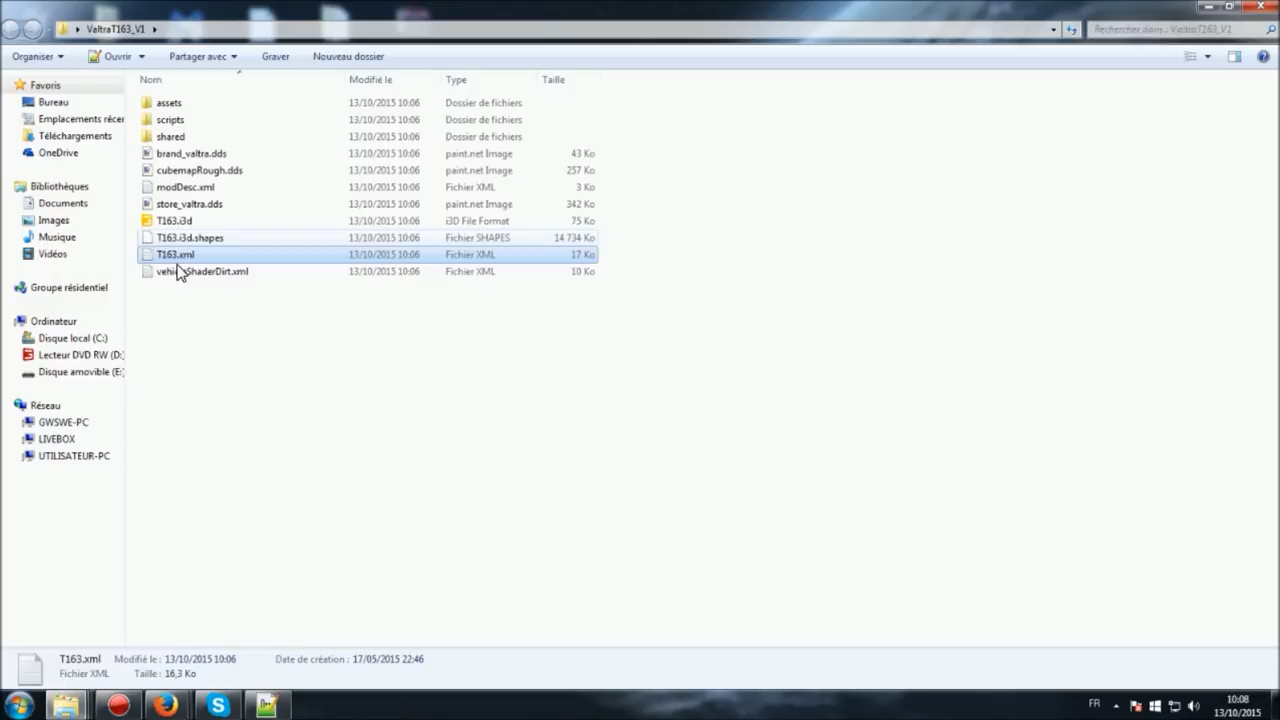 ValtraT163_V1
Rechercher dans : ValtraT163_V1
Organiser
Ouvrir
Partager avec
Graver
Nouveau dossier
Nom
Modifié le
Type
Taille
Favoris
Bureau
Emplacements récen
Téléchargements
OneDrive
Bibliothèques
Documents
Images
Musique
Vidéos
Groupe résidentiel
Ordinateur
Disque local (C:)
Lecteur DVD RW (D:)
Disque amovible (E:)
Réseau
GWSWE-PC
LIVEBOX
UTILISATEUR-PC
assets 13/10/2015 10:06 Dossier de fichiers
scripts 13/10/2015 10:06 Dossier de fichiers
shared 13/10/2015 10:06 Dossier de fichiers
brand_valtra.dds 13/10/2015 10:06 paint.net Image 43 Ko
cubemapRough.dds 13/10/2015 10:06 paint.net Image 257 Ko
modDesc.xml 13/10/2015 10:06 Fichier XML 3 Ko
store_valtra.dds 13/10/2015 10:06 paint.net Image 342 Ko
T163.i3d 13/10/2015 10:06 i3D File Format 75 Ko
T163.i3d.shapes 13/10/2015 10:06 Fichier SHAPES 14 734 Ko
T163.xml 13/10/2015 10:06 Fichier XML 17 Ko
vehicleShaderDirt.xml 13/10/2015 10:06 Fichier XML 10 Ko
T163.xml Modifié le : 13/10/2015 10:06 Date de création : 17/05/2015 22:46
Fichier XML Taille : 16,3 Ko
FR
10:08
13/10/2015